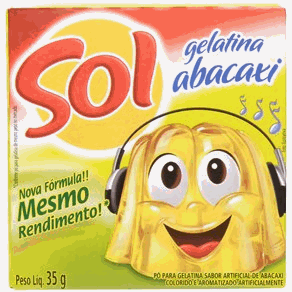 Sol
gelatina
abacaxi
Nova Fórmula!!
Mesmo
Rendimento!*
Peso Líq. 35 g
PÓ PARA GELATINA SABOR ARTIFICIAL DE ABACAXI
COLORIDO E AROMATIZADO ARTIFICIALMENTE